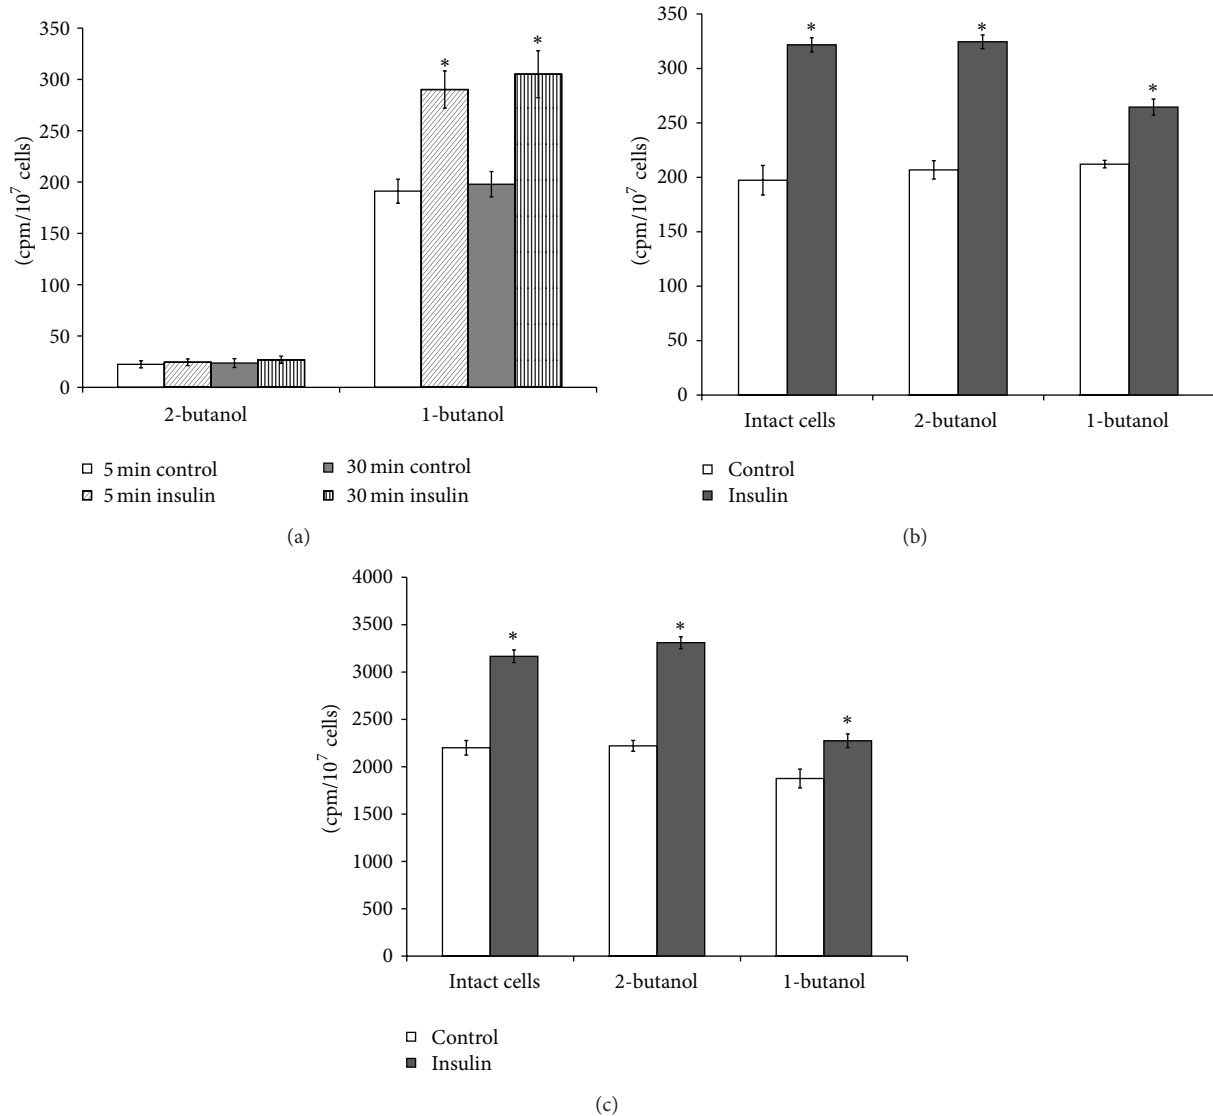 350
300
250
200
150
100
50
0
(cpm/10⁷ cells)
*
*
2-butanol 1-butanol
5 min control 30 min control
5 min insulin 30 min insulin
(a)
350
300
250
200
150
100
50
0
(cpm/10⁷ cells)
*
*
*
Intact cells 2-butanol 1-butanol
Control
Insulin
(b)
4000
3500
3000
2500
2000
1500
1000
500
0
(cpm/10⁷ cells)
*
*
*
Intact cells 2-butanol 1-butanol
Control
Insulin
(c)